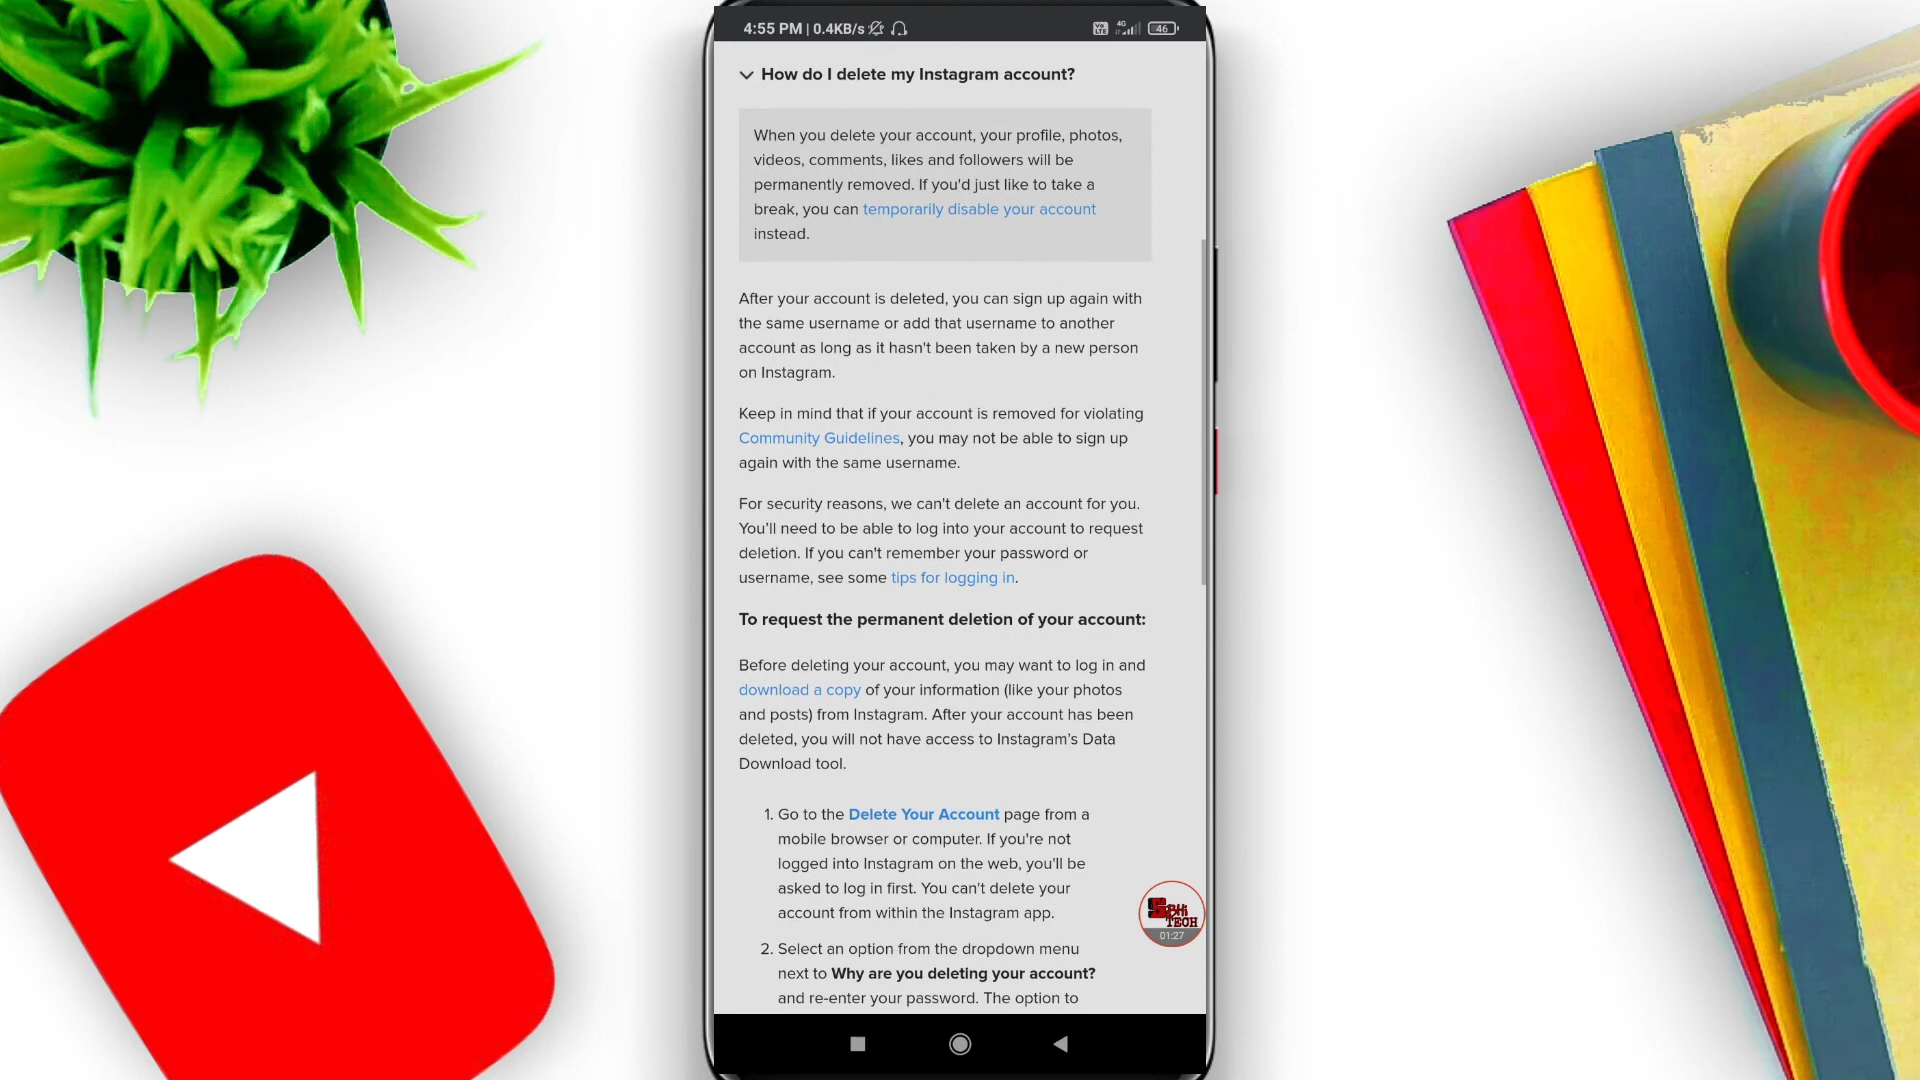 4:55 PM | 0.4KB/s
Vo
LTE
4G
46
How do I delete my Instagram account?
When you delete your account, your profile, photos,
videos, comments, likes and followers will be
permanently removed. If you'd just like to take a
break, you can temporarily disable your account
instead.
After your account is deleted, you can sign up again with
the same username or add that username to another
account as long as it hasn't been taken by a new person
on Instagram.
Keep in mind that if your account is removed for violating
Community Guidelines, you may not be able to sign up
again with the same username.
For security reasons, we can't delete an account for you.
You’ll need to be able to log into your account to request
deletion. If you can't remember your password or
username, see some tips for logging in.
To request the permanent deletion of your account:
Before deleting your account, you may want to log in and
download a copy of your information (like your photos
and posts) from Instagram. After your account has been
deleted, you will not have access to Instagram’s Data
Download tool.
1. Go to the Delete Your Account page from a
mobile browser or computer. If you're not
logged into Instagram on the web, you'll be
asked to log in first. You can't delete your
account from within the Instagram app.
2. Select an option from the dropdown menu
next to Why are you deleting your account?
and re-enter your password. The option to
TECH
01:27